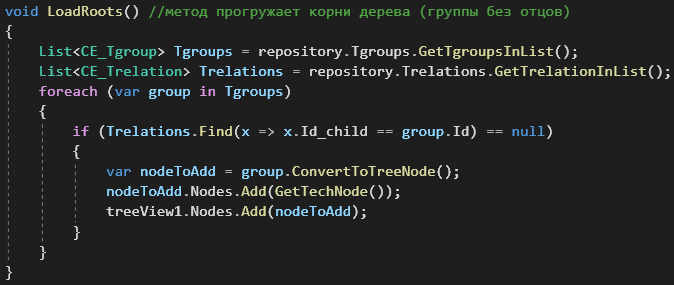 void LoadRoots() //метод прогружает корни дерева (группы без отцов)
{
    List<CE_Tgroup> Tgroups = repository.Tgroups.GetTgroupsInList();
    List<CE_Trelation> Trelations = repository.Trelations.GetTrelationInList();
    foreach (var group in Tgroups)
    {
        if (Trelations.Find(x => x.Id_child == group.Id) == null)
        {
            var nodeToAdd = group.ConvertToTreeNode();
            nodeToAdd.Nodes.Add(GetTechNode());
            treeView1.Nodes.Add(nodeToAdd);
        }
    }
}